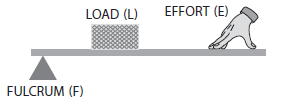 LOAD (L)
EFFORT (E)
FULCRUM (F)